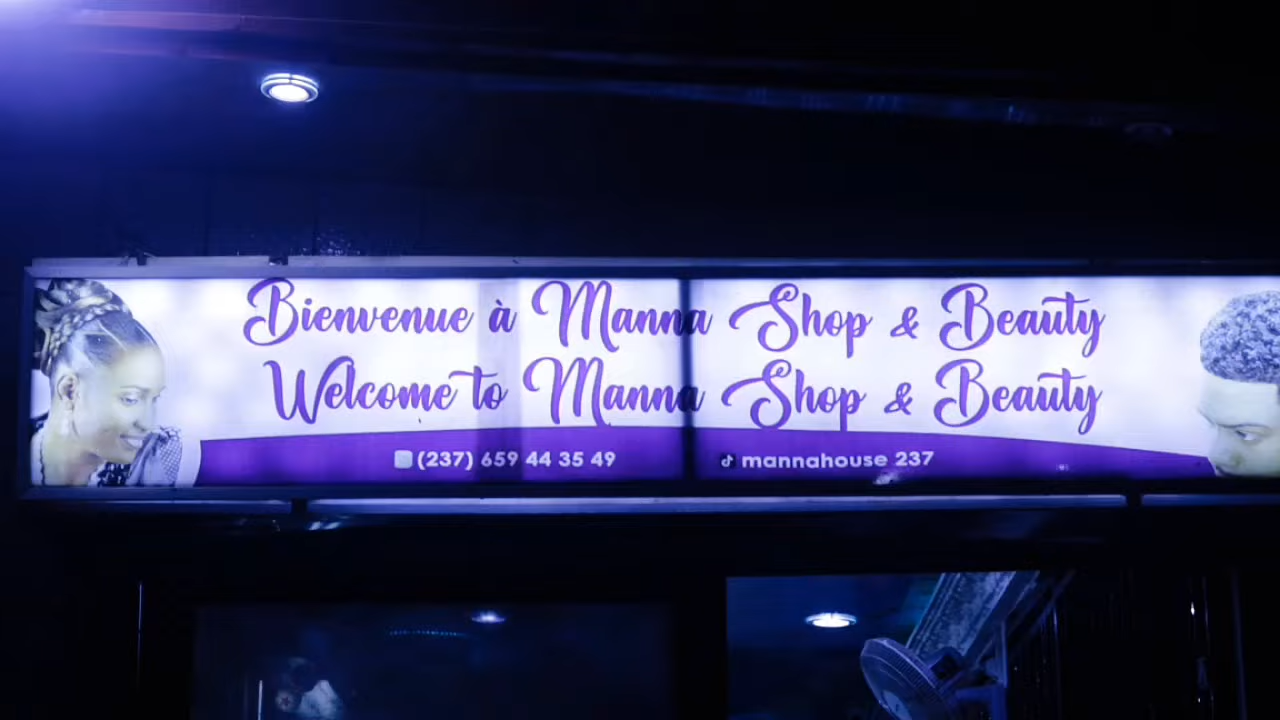 Bienvenue à Manna Shop & Beauty
Welcome to Manna Shop & Beauty
(237) 659 44 35 49
mannahouse 237